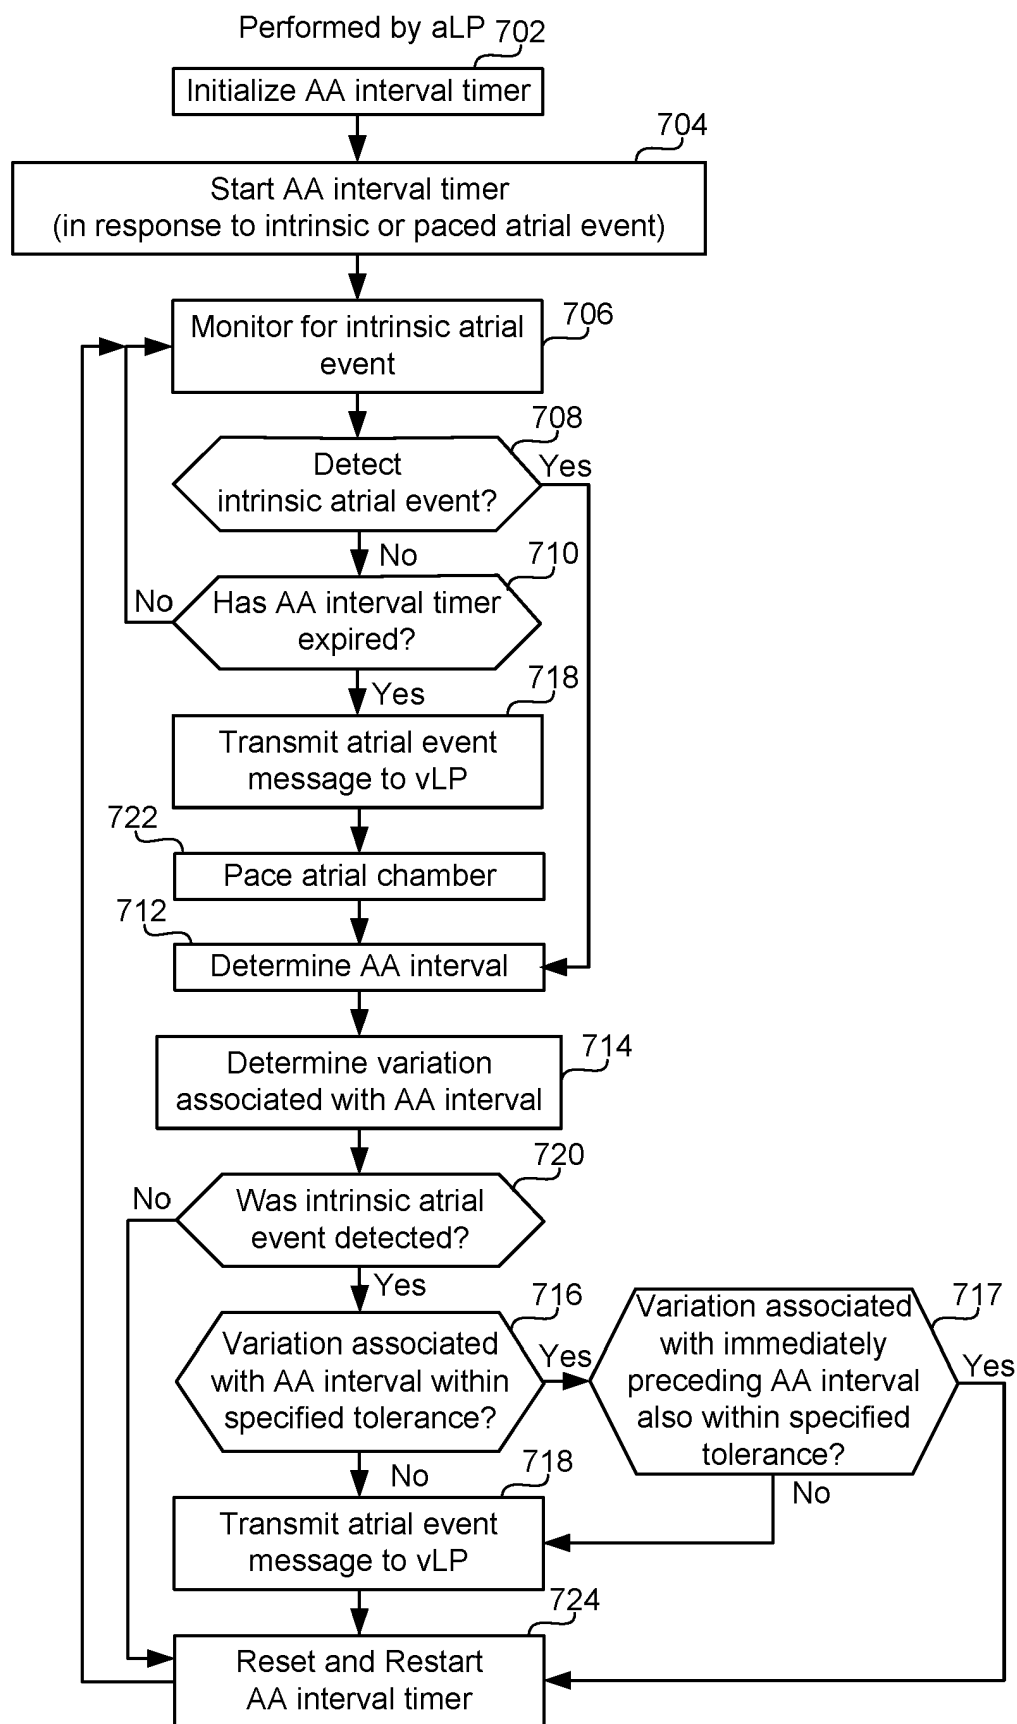 Performed by aLP
702
Initialize AA interval timer
704
Start AA interval timer
(in response to intrinsic or paced atrial event)
706
Monitor for intrinsic atrial
event
708
Detect
intrinsic atrial event?
Yes
No
710
Has AA interval timer
expired?
No
Yes
718
Transmit atrial event
message to vLP
722
Pace atrial chamber
712
Determine AA interval
714
Determine variation
associated with AA interval
720
Was intrinsic atrial
event detected?
No
Yes
716
Variation associated
with AA interval within
specified tolerance?
Yes
No
717
Variation associated
with immediately
preceding AA interval
also within specified
tolerance?
Yes
No
718
Transmit atrial event
message to vLP
724
Reset and Restart
AA interval timer